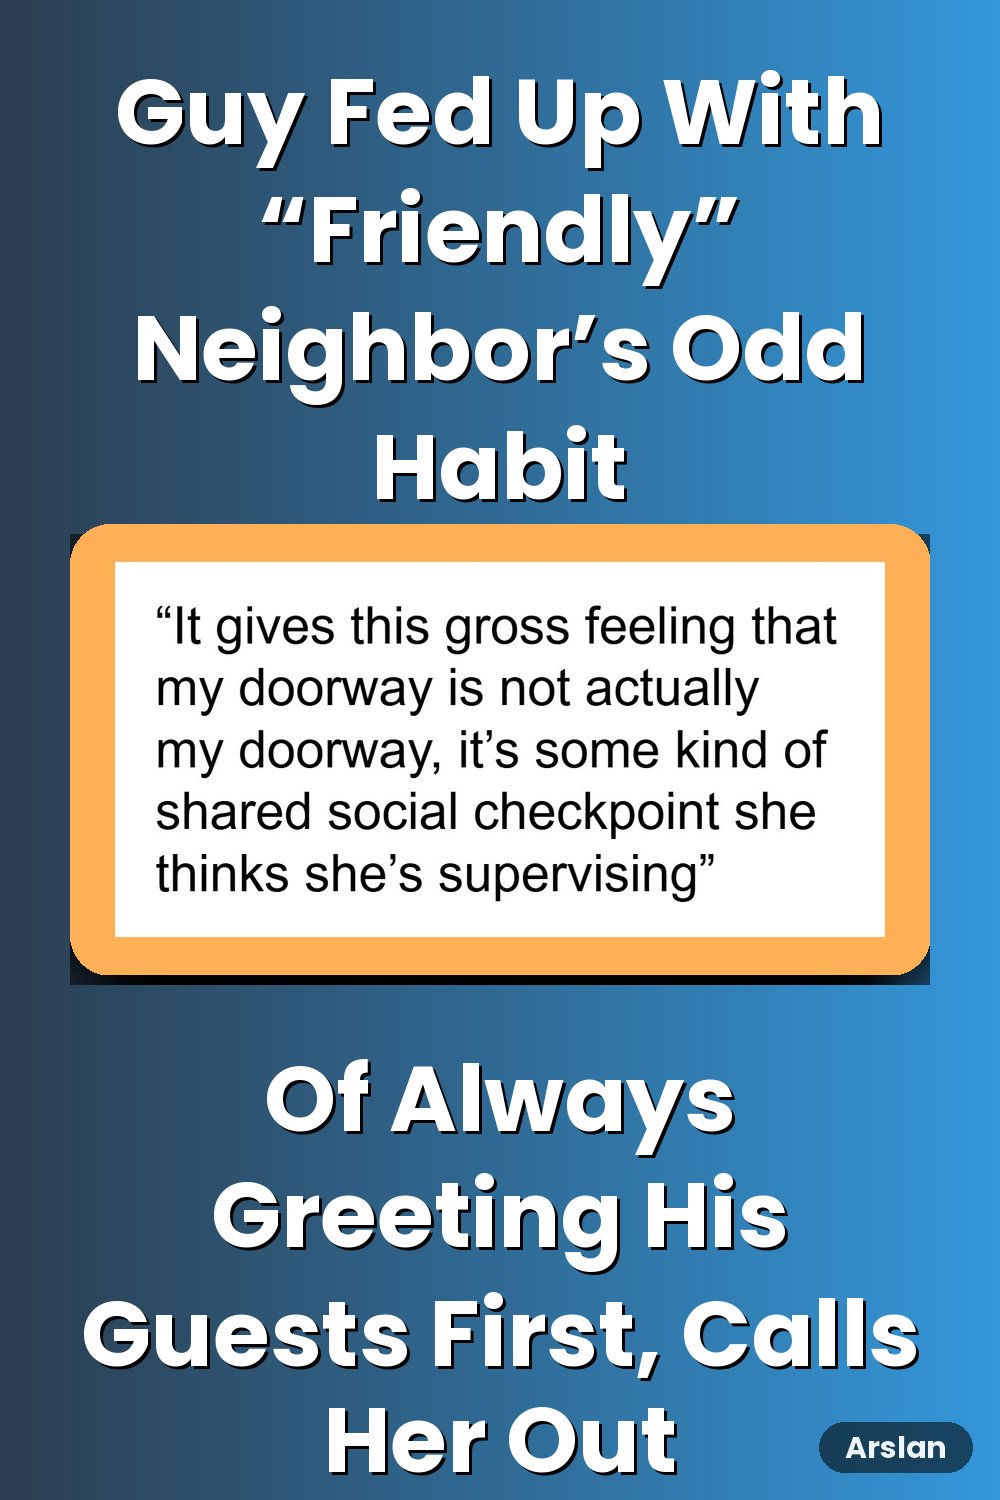 Guy Fed Up With
“Friendly”
Neighbor’s Odd
Habit
“It gives this gross feeling that
my doorway is not actually
my doorway, it’s some kind of
shared social checkpoint she
thinks she’s supervising”
Of Always
Greeting His
Guests First, Calls
Her Out
Arslan